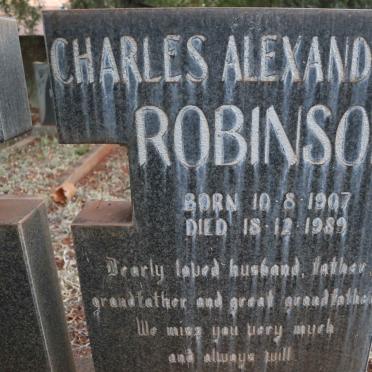 CHARLES ALEXAND
ROBINSO
BORN 10-8-1907
DIED 18-12-1989
Dearly loved husband, father,
grandfather and great grandfather
We miss you very much
and always will